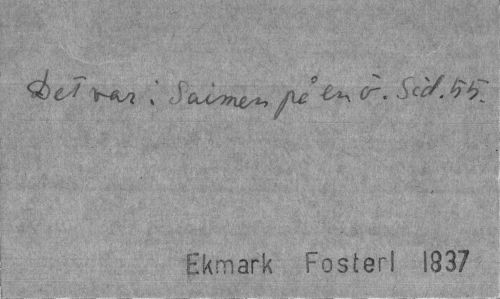 Det var i Saimen på en ö. Sid. 55.
Ekmark Fosterl 1837